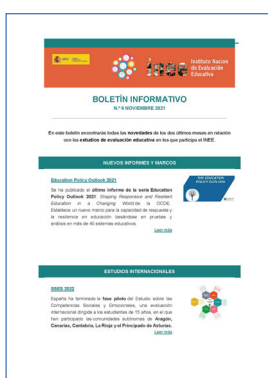 inee
Instituto Nacional
de Evaluación
Educativa
BOLETÍN INFORMATIVO
N.º 6 NOVIEMBRE 2021
En este boletín encontrarás todas las novedades de los dos últimos meses en relación
con los estudios de evaluación educativa en los que participa el INEE.
NUEVOS INFORMES Y MARCOS
Education Policy Outlook 2021
Se ha publicado el último informe de la serie Education
Policy Outlook 2021: Shaping Responsive and Resilient
Education in a Changing World de la OCDE.
Establece un nuevo marco para la capacidad de respuesta y
la resiliencia en educación basándose en pruebas y
análisis en más de 40 sistemas educativos.
Leer más
THE EDUCATION
POLICY OUTLOOK
ESTUDIOS INTERNACIONALES
SSES 2023
España ha terminado la fase piloto del Estudio sobre las
Competencias Sociales y Emocionales, una evaluación
internacional dirigida a los estudiantes de 15 años, en el que
han participado las comunidades autónomas de Aragón,
Canarias, Cantabria, La Rioja y el Principado de Asturias.
Leer más